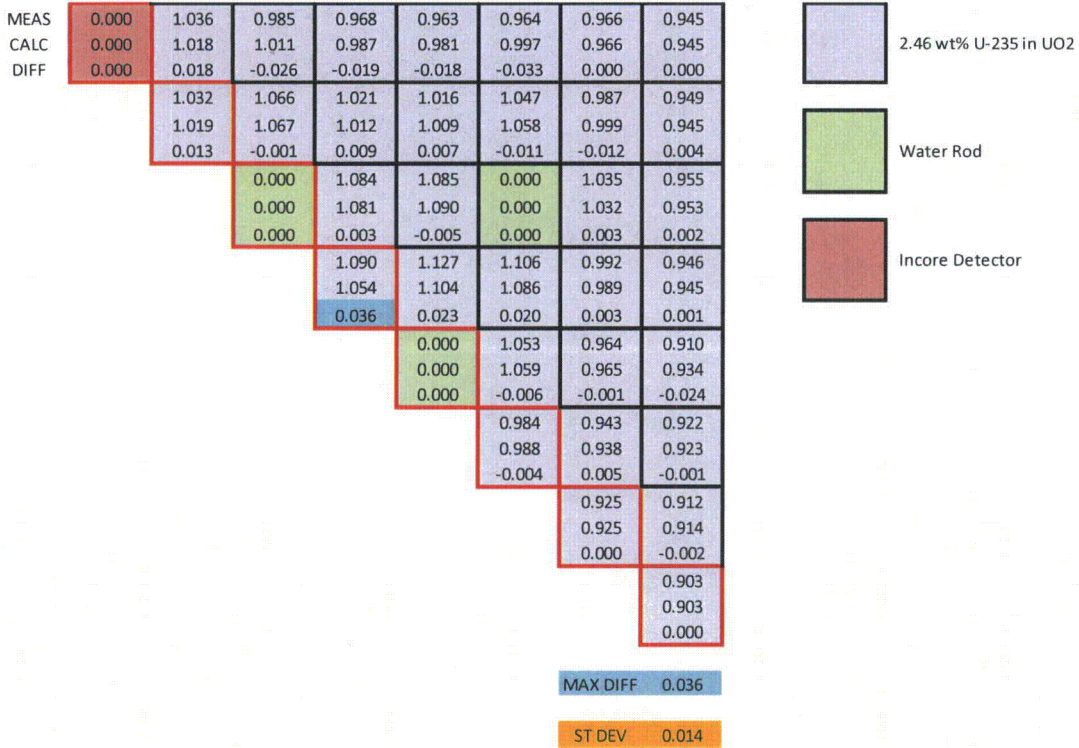 MEAS 0.000 1.036 0.985 0.968 0.963 0.964 0.966 0.945
CALC 0.000 1.018 1.011 0.987 0.981 0.997 0.966 0.945
DIFF 0.000 0.018 -0.026 -0.019 -0.018 -0.033 0.000 0.000
1.032 1.066 1.021 1.016 1.047 0.987 0.949
1.019 1.067 1.012 1.009 1.058 0.999 0.945
0.013 -0.001 0.009 0.007 -0.011 -0.012 0.004
0.000 1.084 1.085 0.000 1.035 0.955
0.000 1.081 1.090 0.000 1.032 0.953
0.000 0.003 -0.005 0.000 0.003 0.002
1.090 1.127 1.106 0.992 0.946
1.054 1.104 1.086 0.989 0.945
0.036 0.023 0.020 0.003 0.001
0.000 1.053 0.964 0.910
0.000 1.059 0.965 0.934
0.000 -0.006 -0.001 -0.024
0.984 0.943 0.922
0.988 0.938 0.923
-0.004 0.005 -0.001
0.925 0.912
0.925 0.914
0.000 -0.002
0.903
0.903
0.000
MAX DIFF 0.036
ST DEV 0.014
2.46 wt% U-235 in UO2
Water Rod
Incore Detector